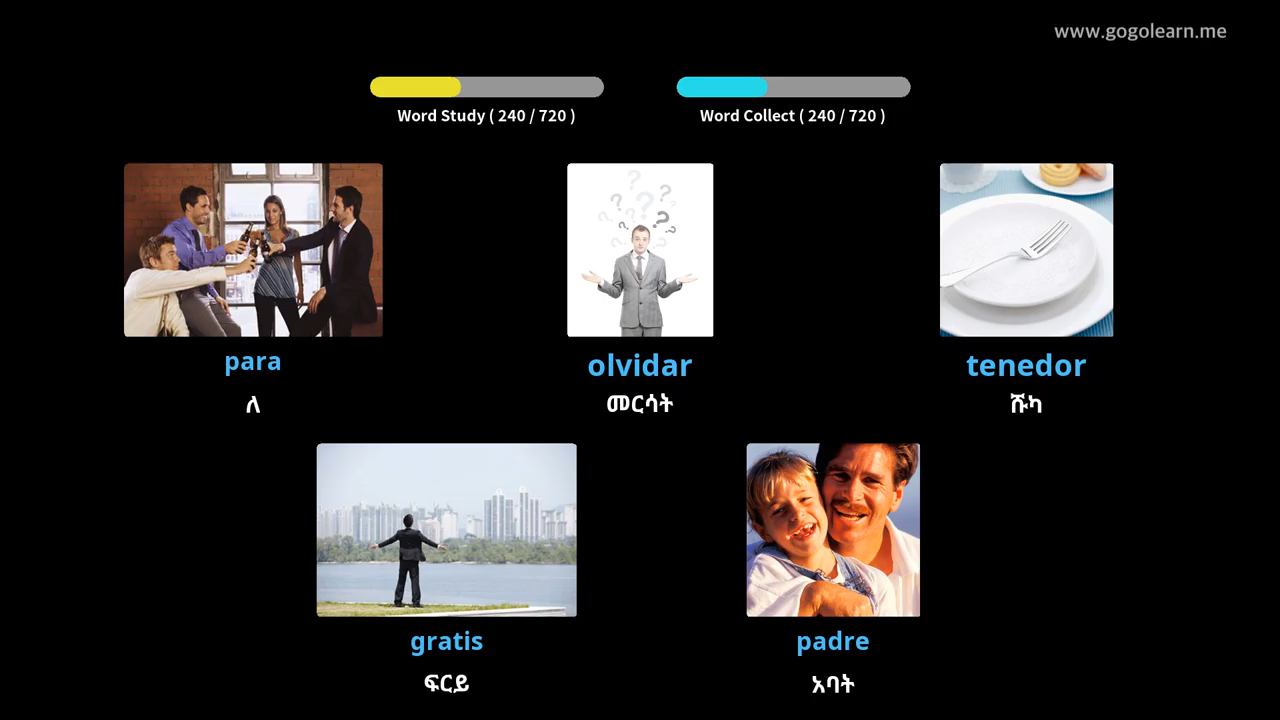 www.gogolearn.me
Word Study ( 240 / 720 )
Word Collect ( 240 / 720 )
para
ለ
olvidar
መርሳት
tenedor
ሹካ
gratis
ፍርይ
padre
አባት